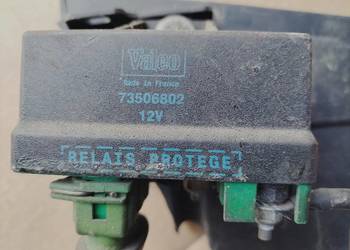 Valeo
Made in France
73506802
12V
RELAIS PROTEGE